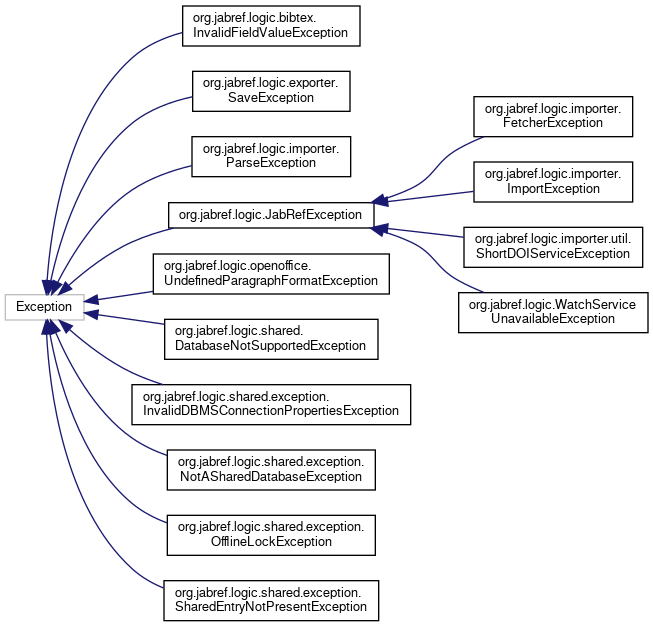 org.jabref.logic.bibtex.
InvalidFieldValueException
org.jabref.logic.exporter.
SaveException
org.jabref.logic.importer.
ParseException
org.jabref.logic.JabRefException
org.jabref.logic.openoffice.
UndefinedParagraphFormatException
Exception
org.jabref.logic.shared.
DatabaseNotSupportedException
org.jabref.logic.shared.exception.
InvalidDBMSConnectionPropertiesException
org.jabref.logic.shared.exception.
NotASharedDatabaseException
org.jabref.logic.shared.exception.
OfflineLockException
org.jabref.logic.shared.exception.
SharedEntryNotPresentException
org.jabref.logic.importer.
FetcherException
org.jabref.logic.importer.
ImportException
org.jabref.logic.importer.util.
ShortDOIServiceException
org.jabref.logic.WatchService
UnavailableException